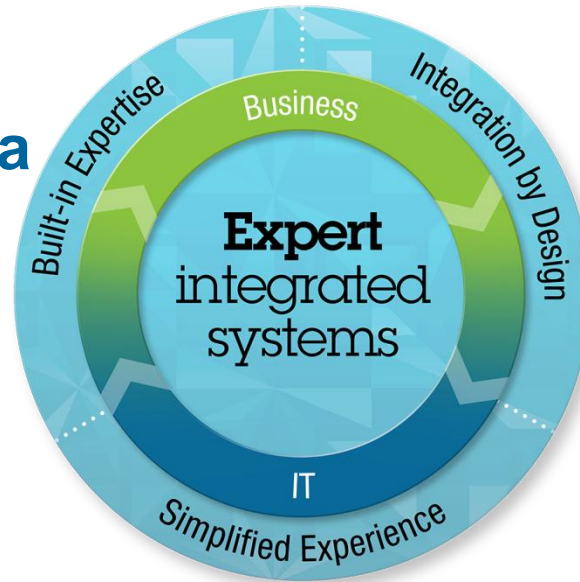 a
Built-in Expertise
Integration by Design
Business
Expert
integrated
systems
IT
Simplified Experience